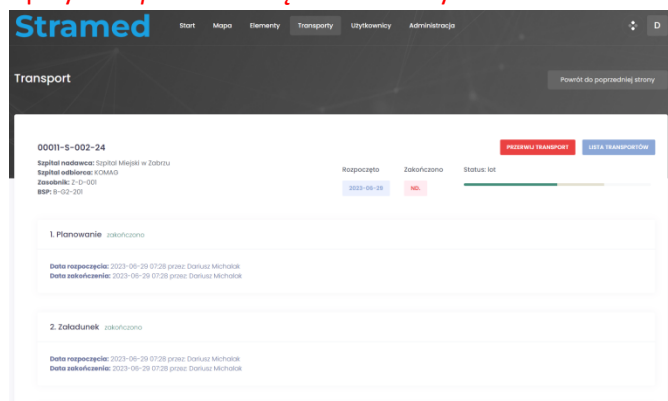 Stramed
Start Mapa Elementy Transporty Użytkownicy Administracja D
Transport
Powrót do poprzedniej strony
00011-S-002-24
PRZERWIJ TRANSPORT LISTA TRANSPORTÓW
Szpital nadawca: Szpital Miejski w Zabrzu
Szpital odbiorca: KOMAG
Zasobnik: Z-D-001
BSP: B-G2-201
Rozpoczęto Zakończono Status: lot
2023-06-29 ND.
1. Planowanie zakończono
Data rozpoczęcia: 2023-06-29 07:28 przez: Dariusz Michalak
Data zakończenia: 2023-06-29 07:28 przez: Dariusz Michalak
2. Załadunek zakończono
Data rozpoczęcia: 2023-06-29 07:28 przez: Dariusz Michalak
Data zakończenia: 2023-06-29 07:28 przez: Dariusz Michalak